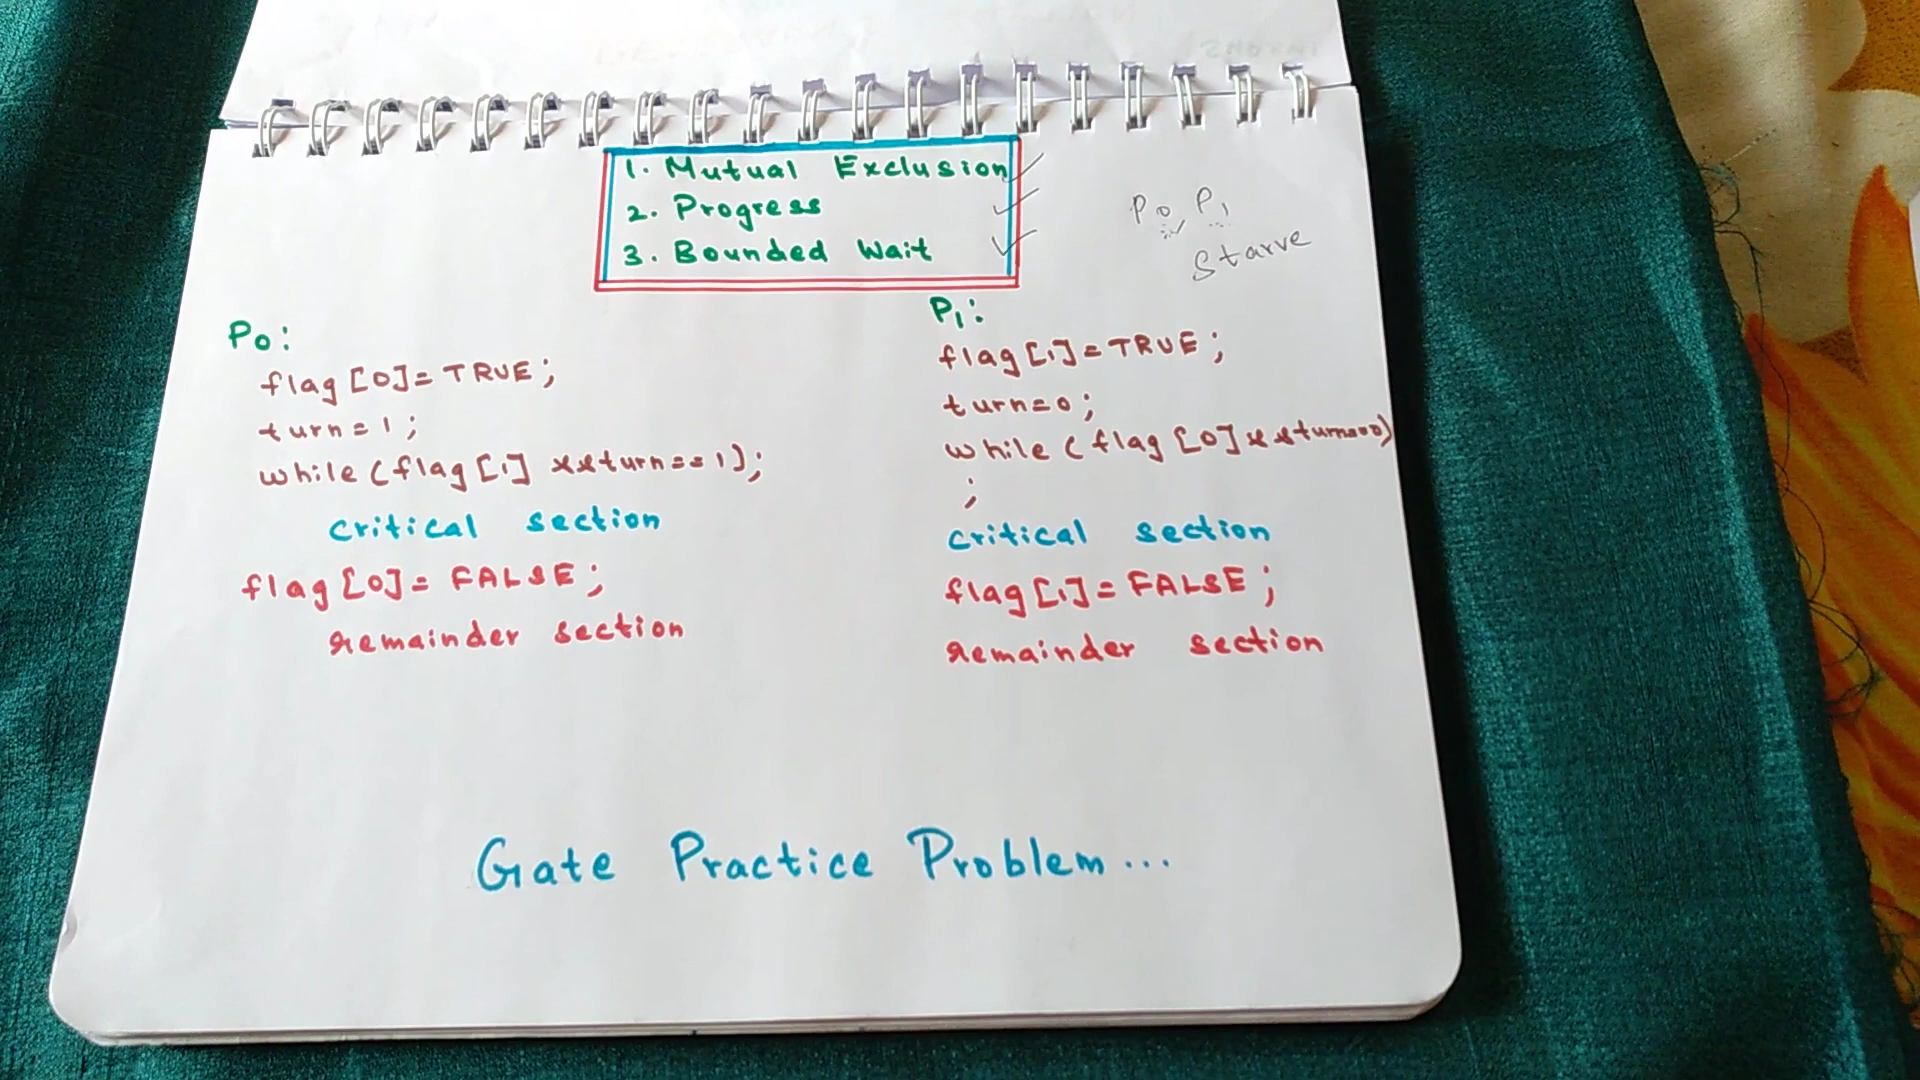 1. Mutual Exclusion
2. Progress
3. Bounded Wait
P0, P1
Starve
P0:
flag[0]= TRUE;
turn=1;
while(flag[1] &&turn==1);
critical section
flag[0]= FALSE;
remainder section
P1:
flag[1]=TRUE;
turn=0;
while(flag[0]&&turn==0)
;
critical section
flag[1]=FALSE;
remainder section
Gate Practice Problem...